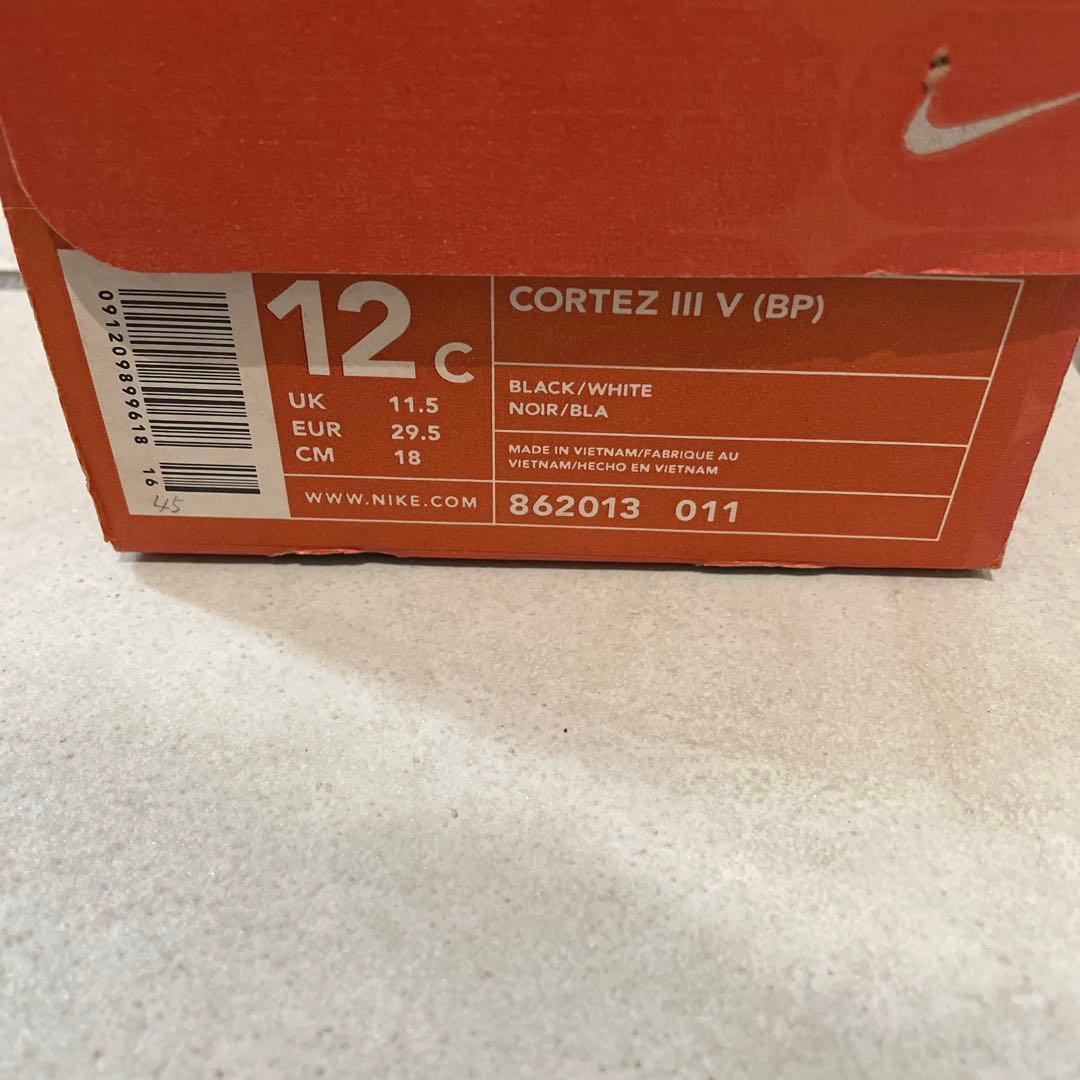 12 C
UK 11.5
EUR 29.5
CM 18
WWW.NIKE.COM
CORTEZ III V (BP)
BLACK/WHITE
NOIR/BLA
MADE IN VIETNAM/FABRIQUE AU
VIETNAM/HECHO EN VIETNAM
862013 011
091209899618 16
45